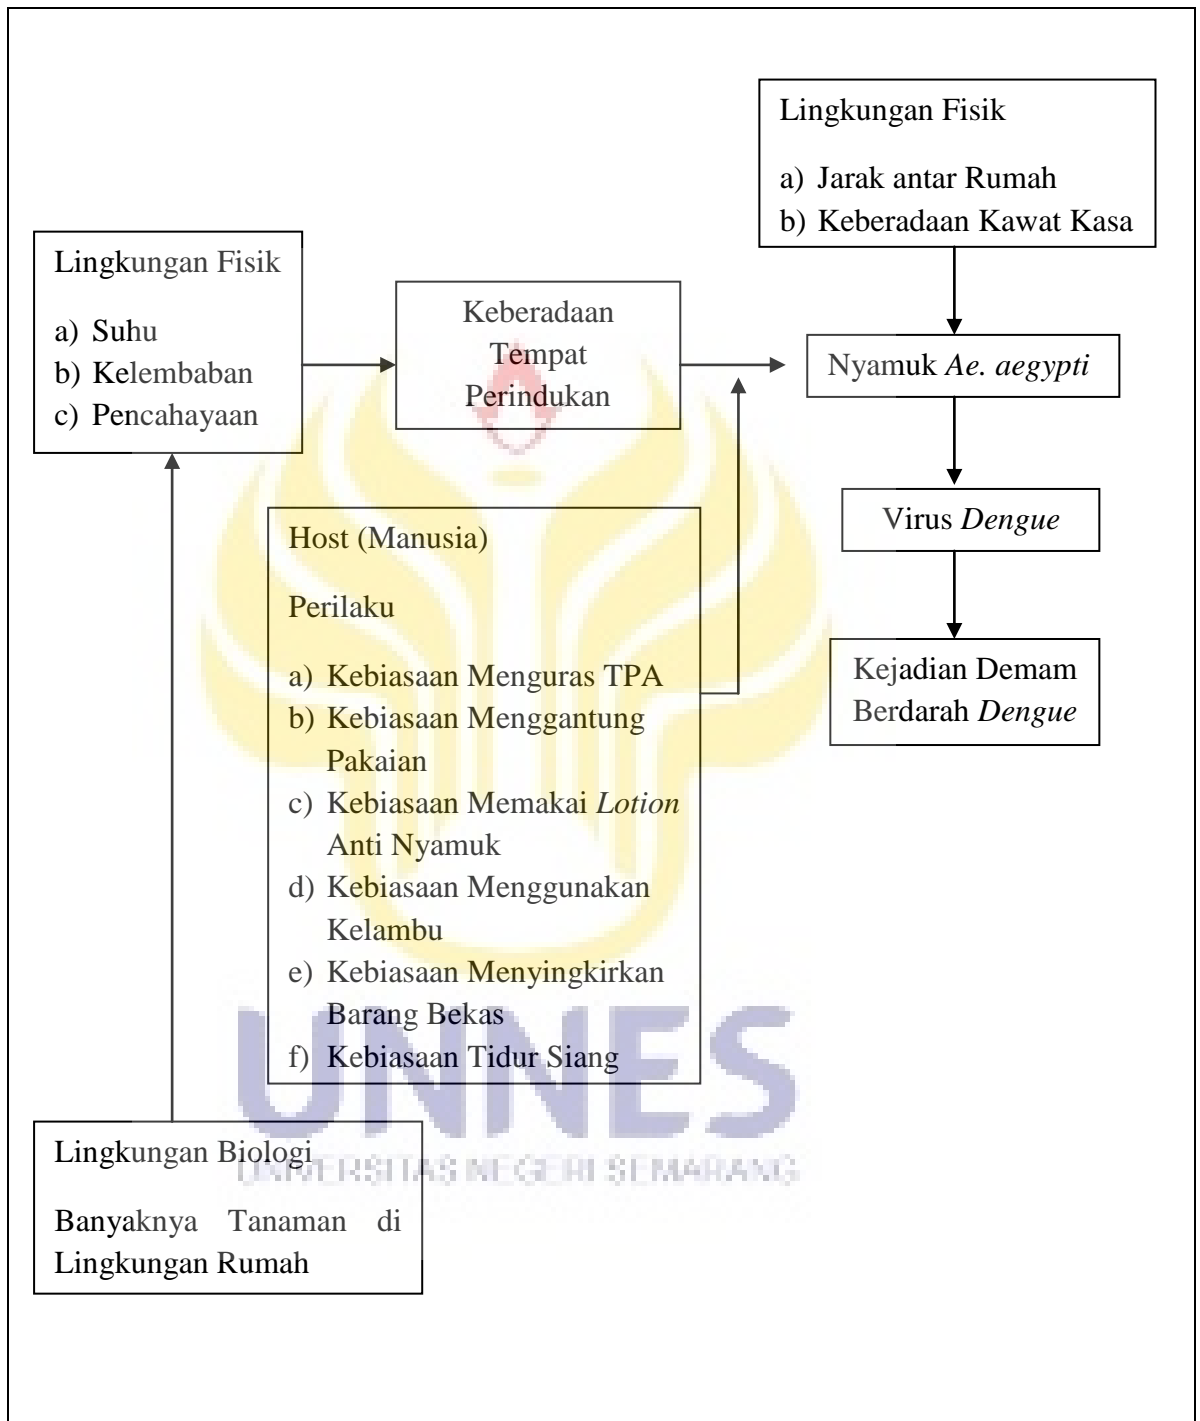 Lingkungan Fisik
a) Jarak antar Rumah
b) Keberadaan Kawat Kasa
Lingkungan Fisik
a) Suhu
b) Kelembaban
c) Pencahayaan
Keberadaan
Tempat
Perindukan
Nyamuk Ae. aegypti
Virus Dengue
Kejadian Demam
Berdarah Dengue
Host (Manusia)
Perilaku
a) Kebiasaan Menguras TPA
b) Kebiasaan Menggantung
Pakaian
c) Kebiasaan Memakai Lotion
Anti Nyamuk
d) Kebiasaan Menggunakan
Kelambu
e) Kebiasaan Menyingkirkan
Barang Bekas
f) Kebiasaan Tidur Siang
UNNES
UNIVERSITAS NEGERI SEMARANG
Lingkungan Biologi
Banyaknya Tanaman di
Lingkungan Rumah